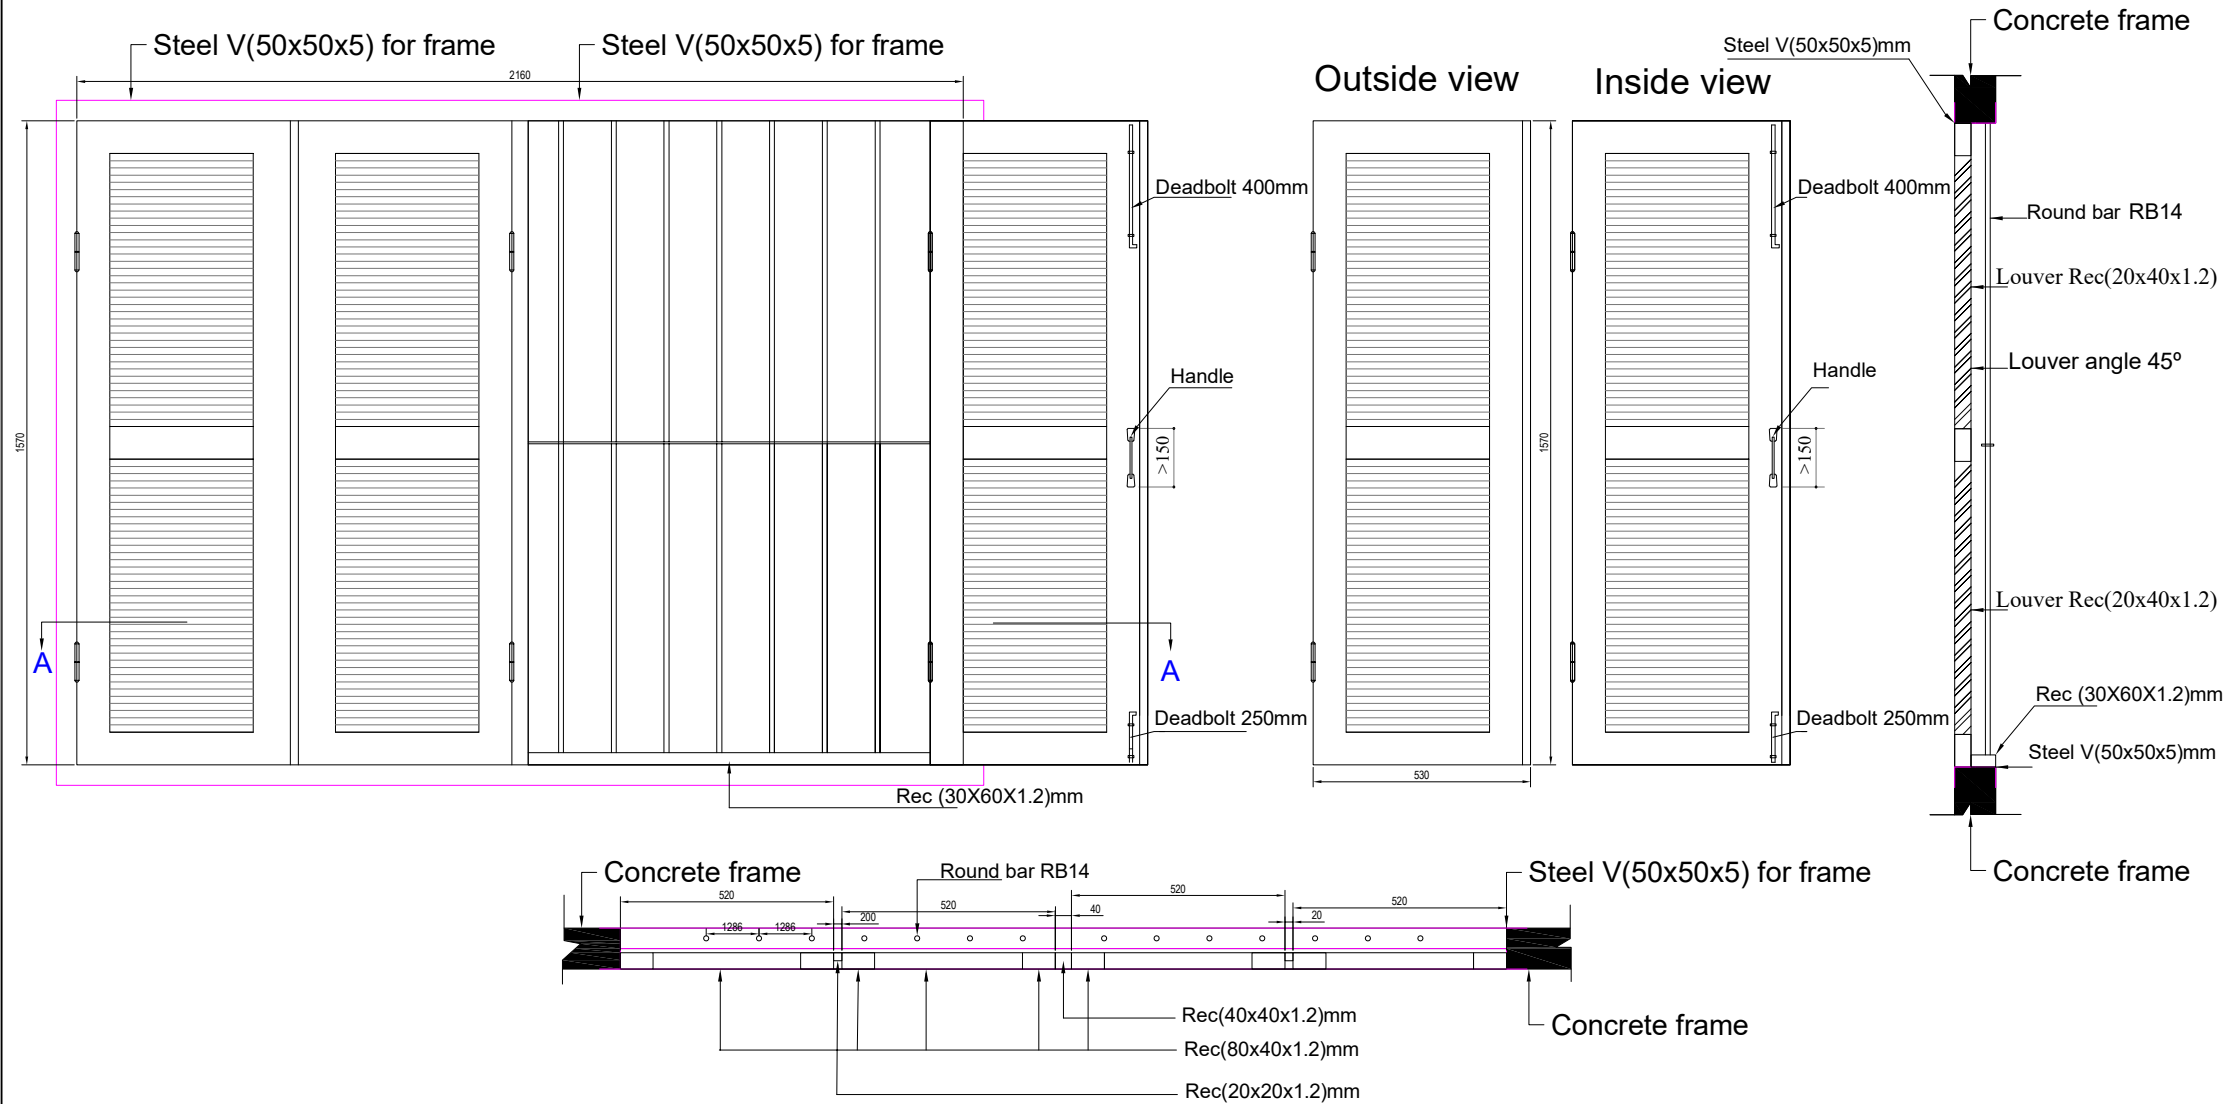 Steel V(50x50x5) for frame
Steel V(50x50x5) for frame
2160
1570
Deadbolt 400mm
Handle
>150
A
A
Deadbolt 250mm
Rec (30X60X1.2)mm
Outside view
Inside view
1570
530
Deadbolt 400mm
Handle
>150
Deadbolt 250mm
Concrete frame
Steel V(50x50x5)mm
Round bar RB14
Louver Rec(20x40x1.2)
Louver angle 45º
Louver Rec(20x40x1.2)
Rec (30X60X1.2)mm
Steel V(50x50x5)mm
Concrete frame
Concrete frame
Round bar RB14
Steel V(50x50x5) for frame
520
520
520
520
200
40
20
1286
1286
Rec(40x40x1.2)mm
Rec(80x40x1.2)mm
Rec(20x20x1.2)mm
Concrete frame